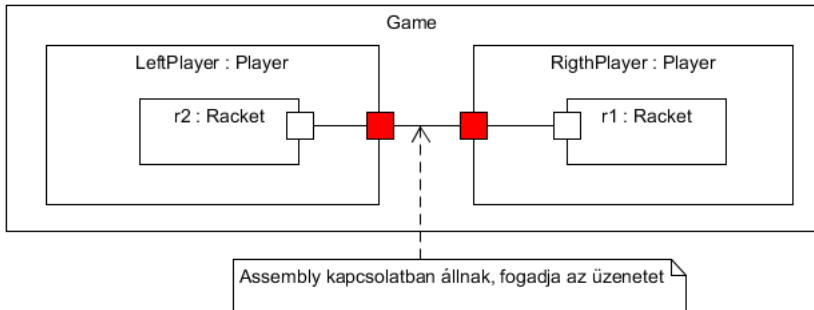 Game
LeftPlayer : Player
RigthPlayer : Player
r2 : Racket
r1 : Racket
Assembly kapcsolatban állnak, fogadja az üzenetet